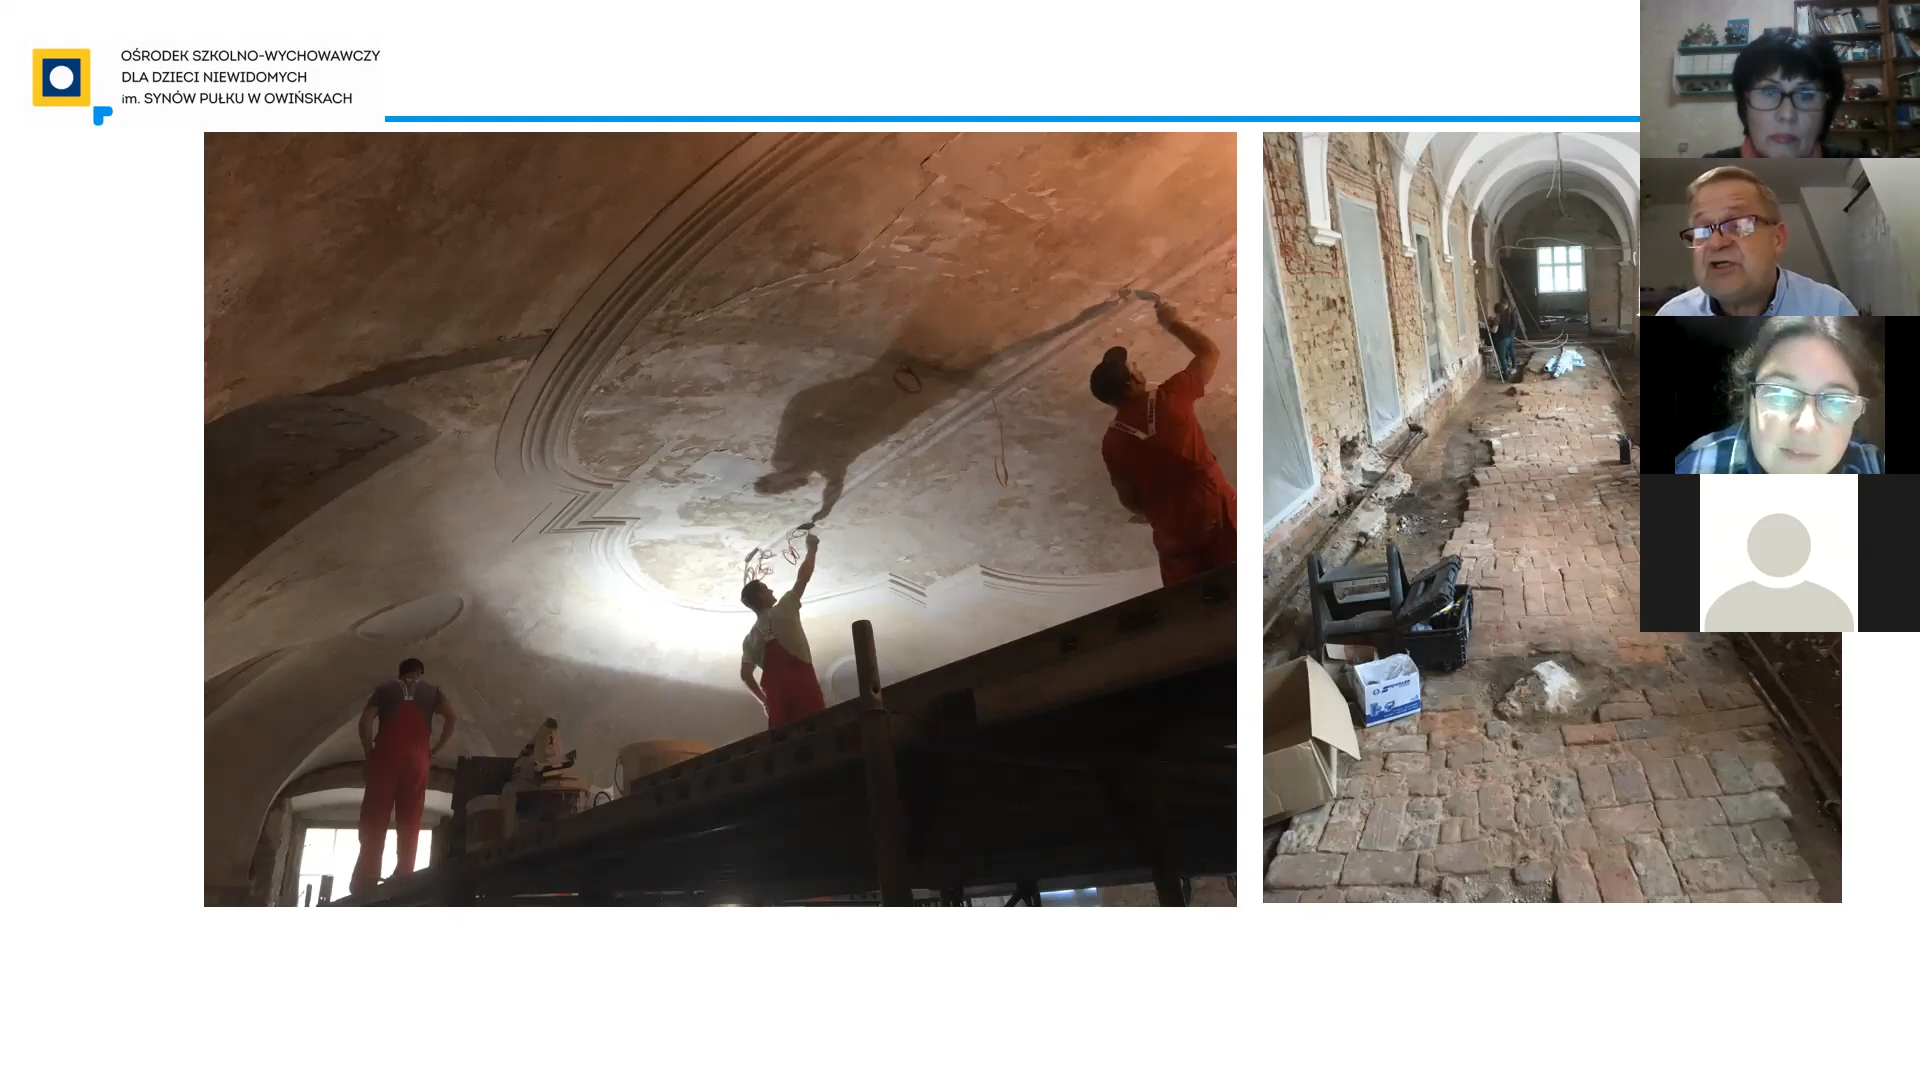 OŚRODEK SZKOLNO-WYCHOWAWCZY
DLA DZIECI NIEWIDOMYCH
im. SYNÓW PUŁKU W OWIŃSKACH